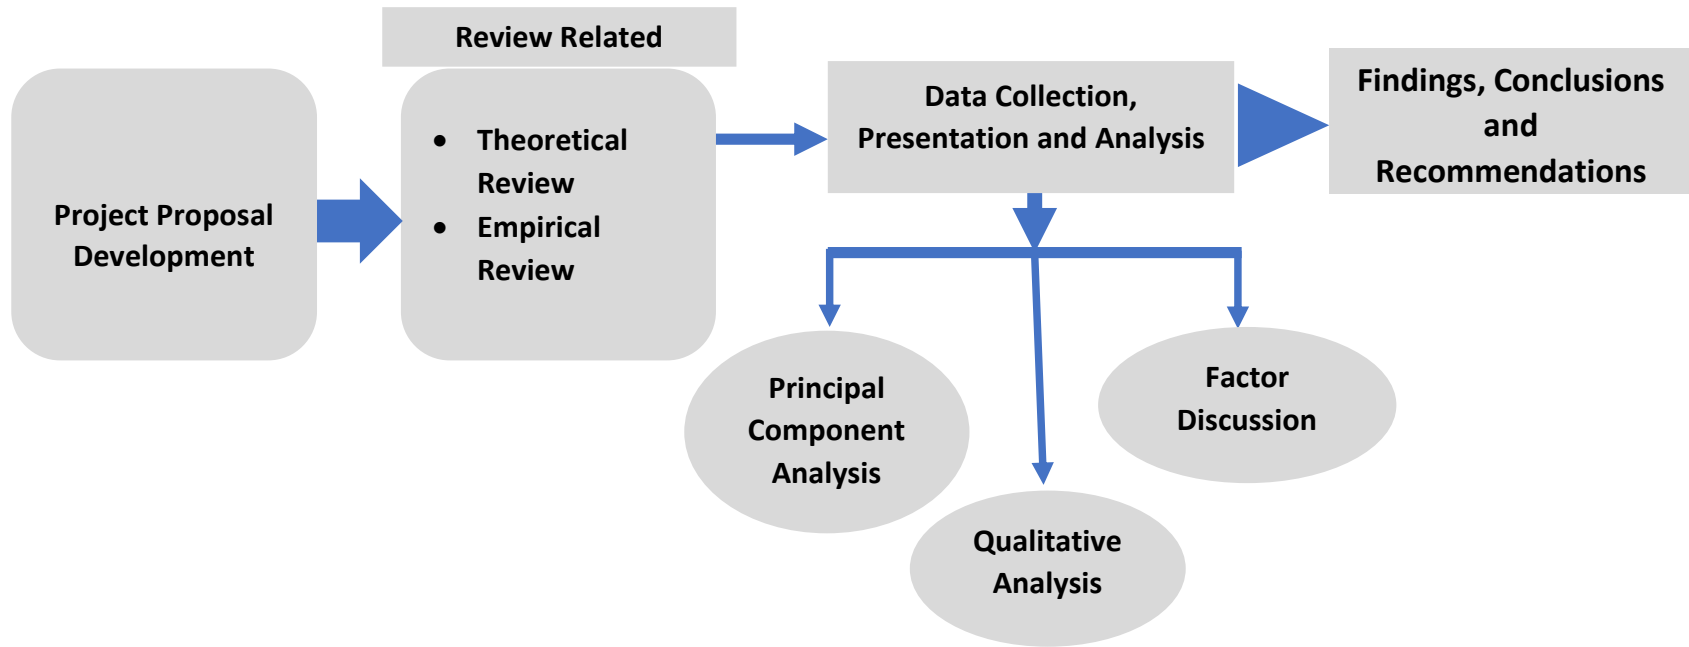 Project Proposal
Development
Review Related
• Theoretical
Review
• Empirical
Review
Data Collection,
Presentation and Analysis
Findings, Conclusions
and
Recommendations
Principal
Component
Analysis
Qualitative
Analysis
Factor
Discussion